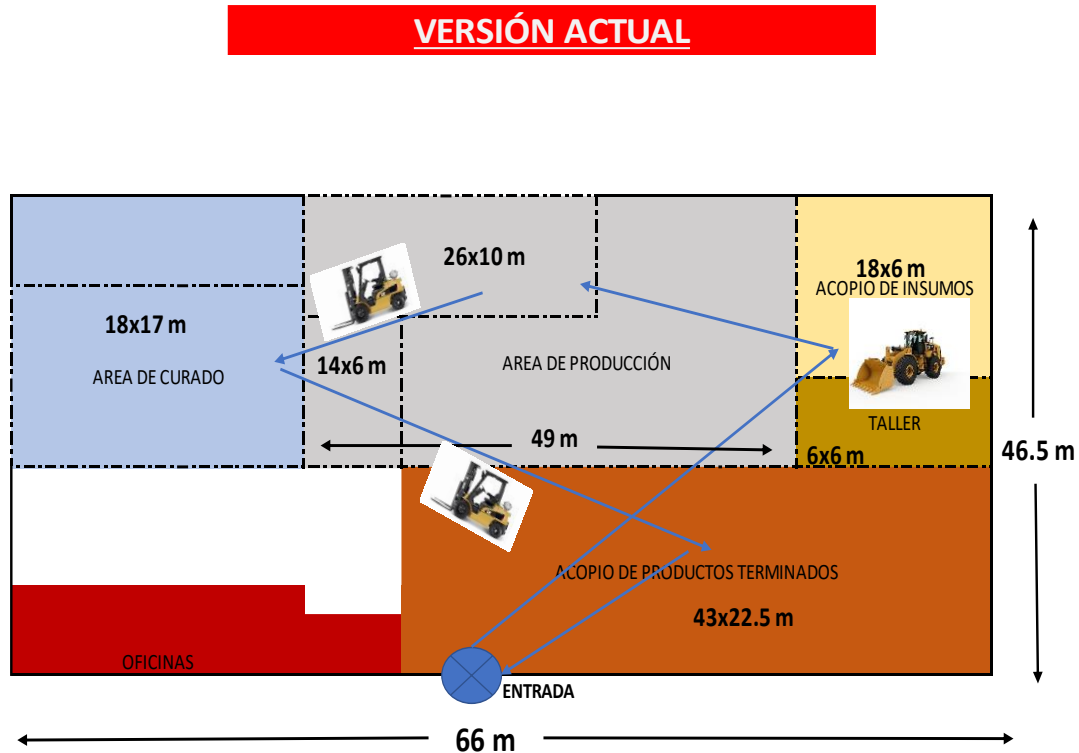 VERSIÓN ACTUAL
26x10 m
18x6 m
ACOPIO DE INSUMOS
18x17 m
14x6 m
AREA DE PRODUCCIÓN
AREA DE CURADO
TALLER
49 m
6x6 m
46.5 m
ACOPIO DE PRODUCTOS TERMINADOS
43x22.5 m
OFICINAS
ENTRADA
66 m